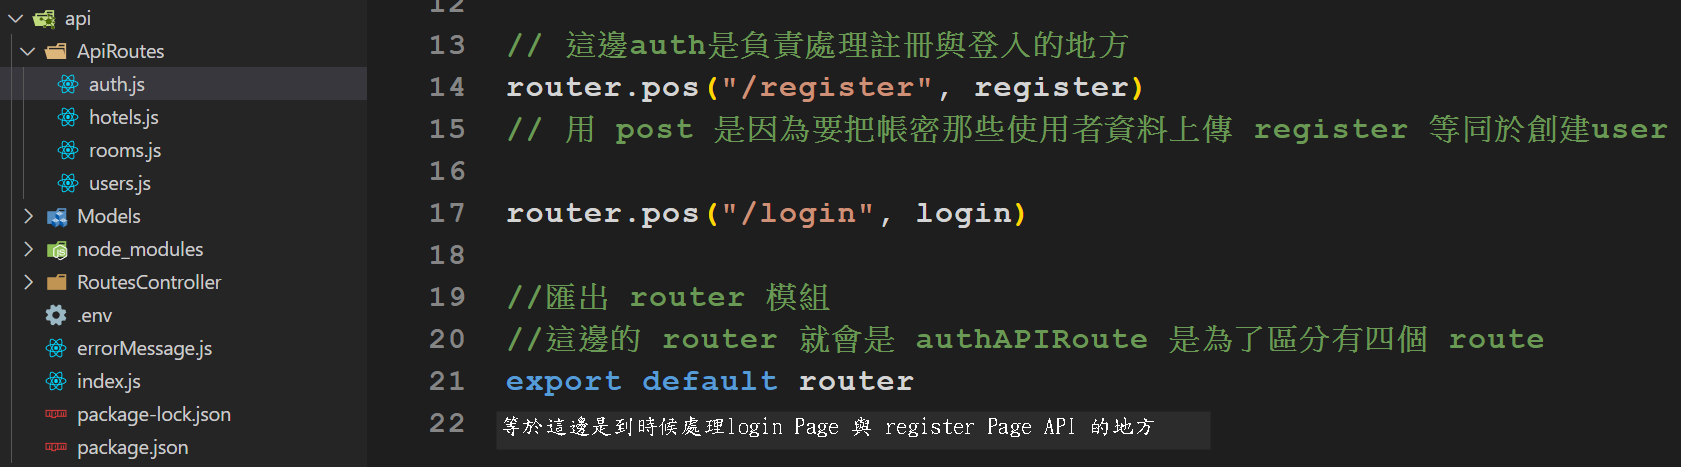 api
ApiRoutes
auth.js
hotels.js
rooms.js
users.js
Models
node_modules
RoutesController
.env
errorMessage.js
index.js
package-lock.json
package.json
12
13 // 這邊auth是負責處理註冊與登入的地方
14 router.pos("/register", register)
15 // 用 post 是因為要把帳密那些使用者資料上傳 register 等同於創建user
16
17 router.pos("/login", login)
18
19 //匯出 router 模組
20 //這邊的 router 就會是 authAPIRoute 是為了區分有四個 route
21 export default router
22 等於這邊是到時候處理login Page 與 register Page API 的地方